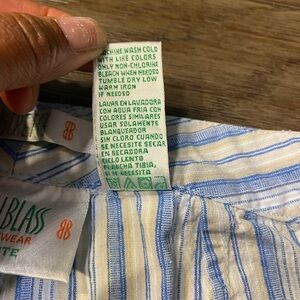 MACHINE WASH COLD
WITH LIKE COLORS
ONLY NON-CHLORINE
BLEACH WHEN NEEDED
TUMBLE DRY LOW
WARM IRON
IF NEEDED
LAVAR EN LAVADORA
CON AGUA FRIA CON
COLORES SIMILARES
USAR SOLAMENTE
BLANQUEADOR
SIN CLORO CUANDO
SE NECESITE SECAR
EN SECADORA
CICLO LENTO
PLANCHA TIBIA,
SI SE NECESITA
BLASS
WEAR
TE